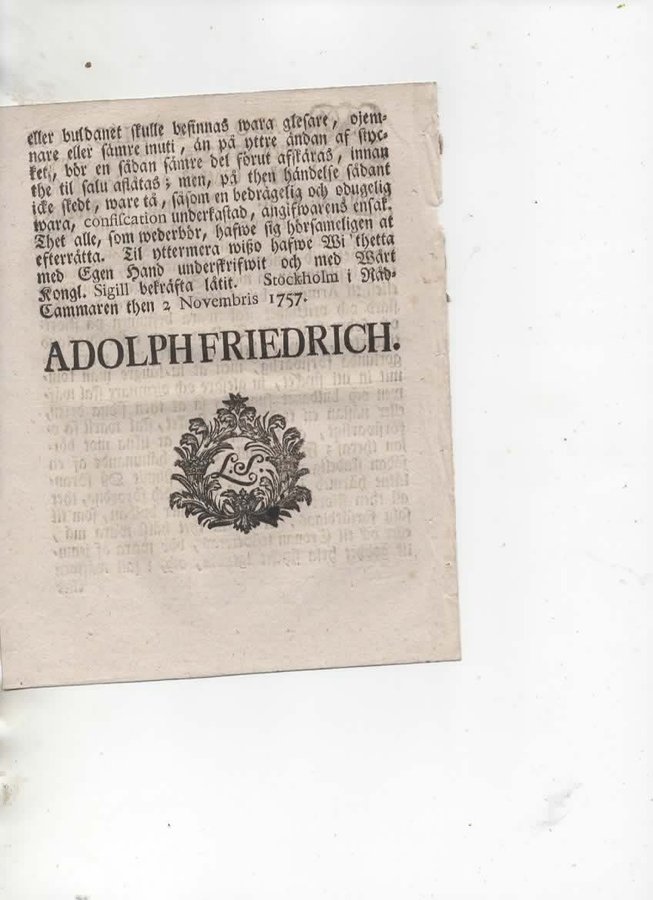 eller buldanet skulle befinnas wara glesare, ojem-
nare eller sämre inuti, än på yttre ändan af styc-
ket, bör en sådan sämre del förut afskäras, innan
the til salu aflåtas; men, på then händelse sådant
icke skedt, ware tå, såsom en bedrägelig och odugelig
wara, confiscation underkastad, angifwarens ensak.
Thet alle, som wederbör, hafwe sig hörsameligen at
efterrätta. Til yttermera wißo hafwe Wi thetta
med Egen Hand underskrifwit och med Wårt
Kongl. Sigill bekräfta låtit. Stockholm i Råd-
Cammaren then 2 Novembris 1757.
ADOLPH FRIEDRICH.
L.S.